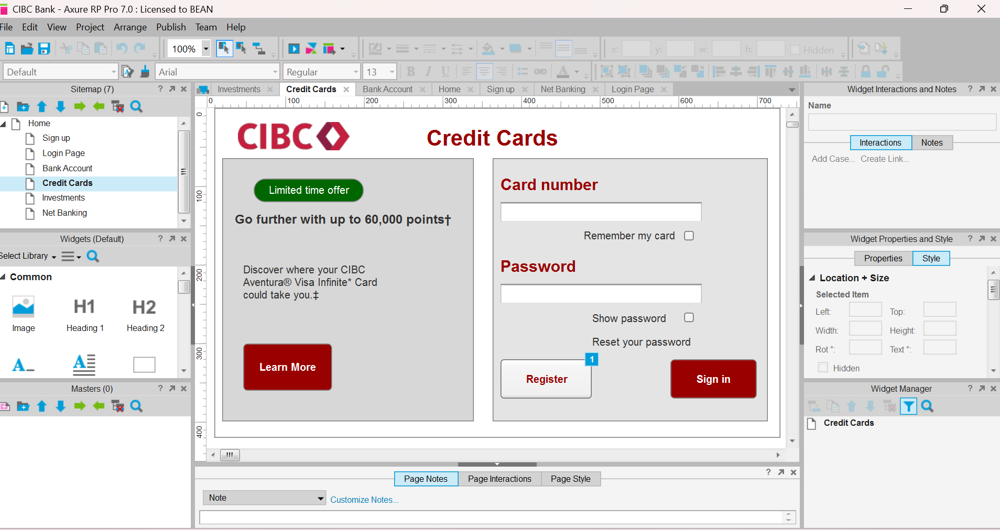 CIBC Bank - Axure RP Pro 7.0 : Licensed to BEAN
File Edit View Project Arrange Publish Team Help
100%
x: y: w: h: Hidden
Default Arial Regular 13 B I U A
Sitemap (7) ?
Home
Sign up
Login Page
Bank Account
Credit Cards
Investments
Net Banking
Widgets (Default) ?
Select Library
Common
Image
H1
Heading 1
H2
Heading 2
A
A
Masters (0) ?
Investments Credit Cards Bank Account Home Sign up Net Banking Login Page
0 100 200 300 400 500 600 700
0
100
200
300
400
CIBC
Credit Cards
Limited time offer
Go further with up to 60,000 points†
Discover where your CIBC
Aventura® Visa Infinite* Card
could take you.‡
Learn More
Card number
Remember my card
Password
Show password
Reset your password
1
Register
Sign in
?
Page Notes Page Interactions Page Style
Note
Customize Notes...
Widget Interactions and Notes ?
Name
Interactions Notes
Add Case... Create Link...
Widget Properties and Style ?
Properties Style
Location + Size
Selected Item
Left: Top:
Width: Height:
Rot °: Text °:
Hidden
Widget Manager ?
Credit Cards